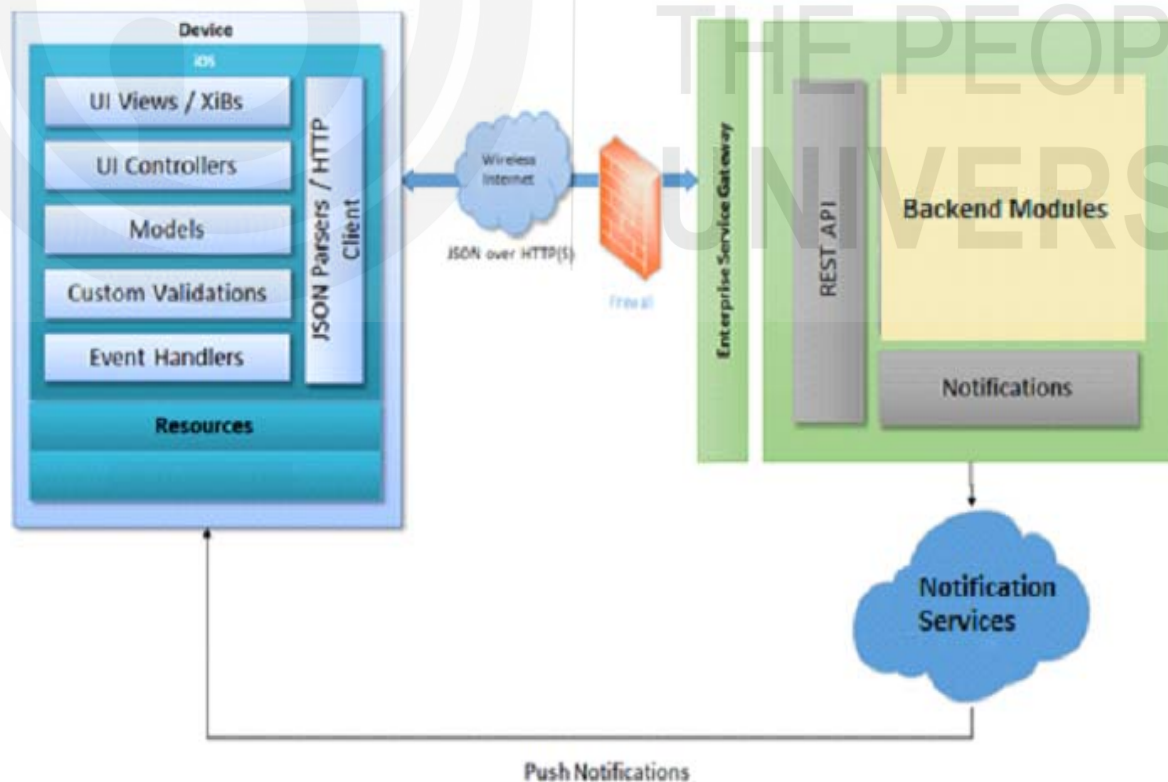 THE PEOP
UNIVERS
Device
iOS
UI Views / XiBs
UI Controllers
Models
Custom Validations
Event Handlers
JSON Parsers / HTTP
Client
Resources
Wireless
Internet
JSON over HTTP(S)
Firewall
Enterprise Service Gateway
REST API
Backend Modules
Notifications
Notification
Services
Push Notifications